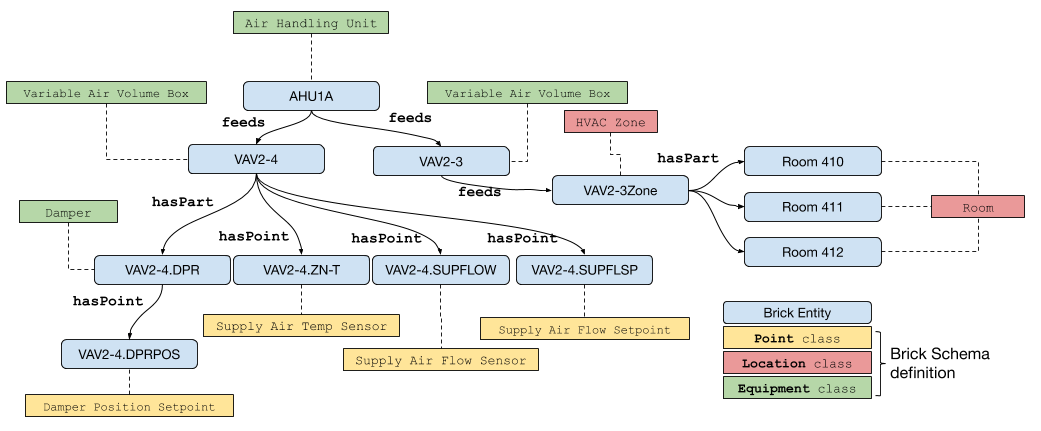 Air Handling Unit
Variable Air Volume Box
AHU1A
Variable Air Volume Box
feeds
feeds
HVAC Zone
VAV2-4
VAV2-3
hasPart
Room 410
feeds
VAV2-3Zone
Damper
hasPart
Room 411
Room
hasPoint
hasPoint
hasPoint
Room 412
VAV2-4.DPR
VAV2-4.ZN-T
VAV2-4.SUPFLOW
VAV2-4.SUPFLSP
hasPoint
Brick Entity
Supply Air Temp Sensor
Supply Air Flow Setpoint
Point class
VAV2-4.DPRPOS
Supply Air Flow Sensor
Location class
Brick Schema
definition
Equipment class
Damper Position Setpoint